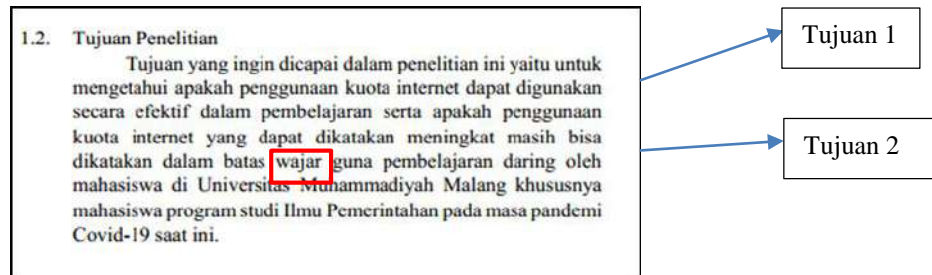 1.2. Tujuan Penelitian
Tujuan yang ingin dicapai dalam penelitian ini yaitu untuk
mengetahui apakah penggunaan kuota internet dapat digunakan
secara efektif dalam pembelajaran serta apakah penggunaan
kuota internet yang dapat dikatakan meningkat masih bisa
dikatakan dalam batas wajar guna pembelajaran daring oleh
mahasiswa di Universitas Muhammadiyah Malang khususnya
mahasiswa program studi Ilmu Pemerintahan pada masa pandemi
Covid-19 saat ini.
Tujuan 1
Tujuan 2